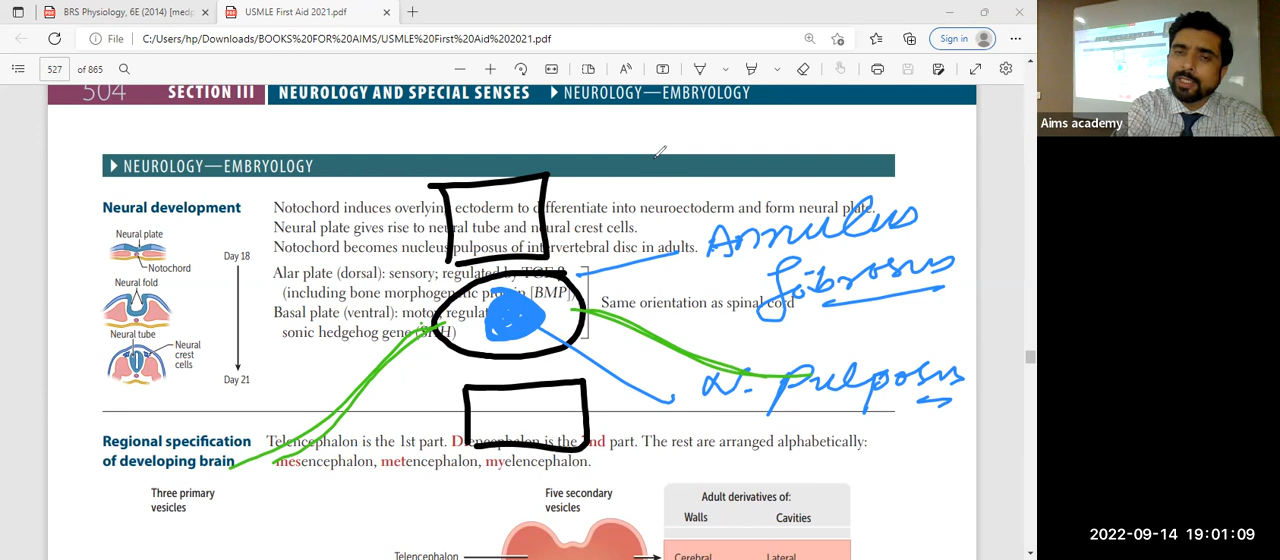 BRS Physiology, 6E (2014) [medp
USMLE First Aid 2021.pdf
File
C:/Users/hp/Downloads/BOOKS%20FOR%20AIMS/USMLE%20First%20Aid%202021.pdf
Sign in
527
of 865
504
SECTION III
NEUROLOGY AND SPECIAL SENSES
NEUROLOGY—EMBRYOLOGY
Aims academy
NEUROLOGY—EMBRYOLOGY
Neural development
Notochord induces overlying ectoderm to differentiate into neuroectoderm and form neural plate.
Neural plate gives rise to neural tube and neural crest cells.
Notochord becomes nucleus pulposus of intervertebral disc in adults.
Alar plate (dorsal): sensory; regulated by TGF-β
(including bone morphogenetic protein [BMP])
Basal plate (ventral): motor; regulat
sonic hedgehog gene (SHH)
Same orientation as spinal cord
Neural plate
Notochord
Neural fold
Neural tube
Neural
crest
cells
Day 18
Day 21
Annulus
fibrosus
N. Pulposus
Regional specification
of developing brain
Telencephalon is the 1st part. Diencephalon is the 2nd part. The rest are arranged alphabetically:
mesencephalon, metencephalon, myelencephalon.
Three primary
vesicles
Five secondary
vesicles
Adult derivatives of:
Walls
Cavities
Telencephalon
Cerebral
Lateral
2022-09-14 19:01:09